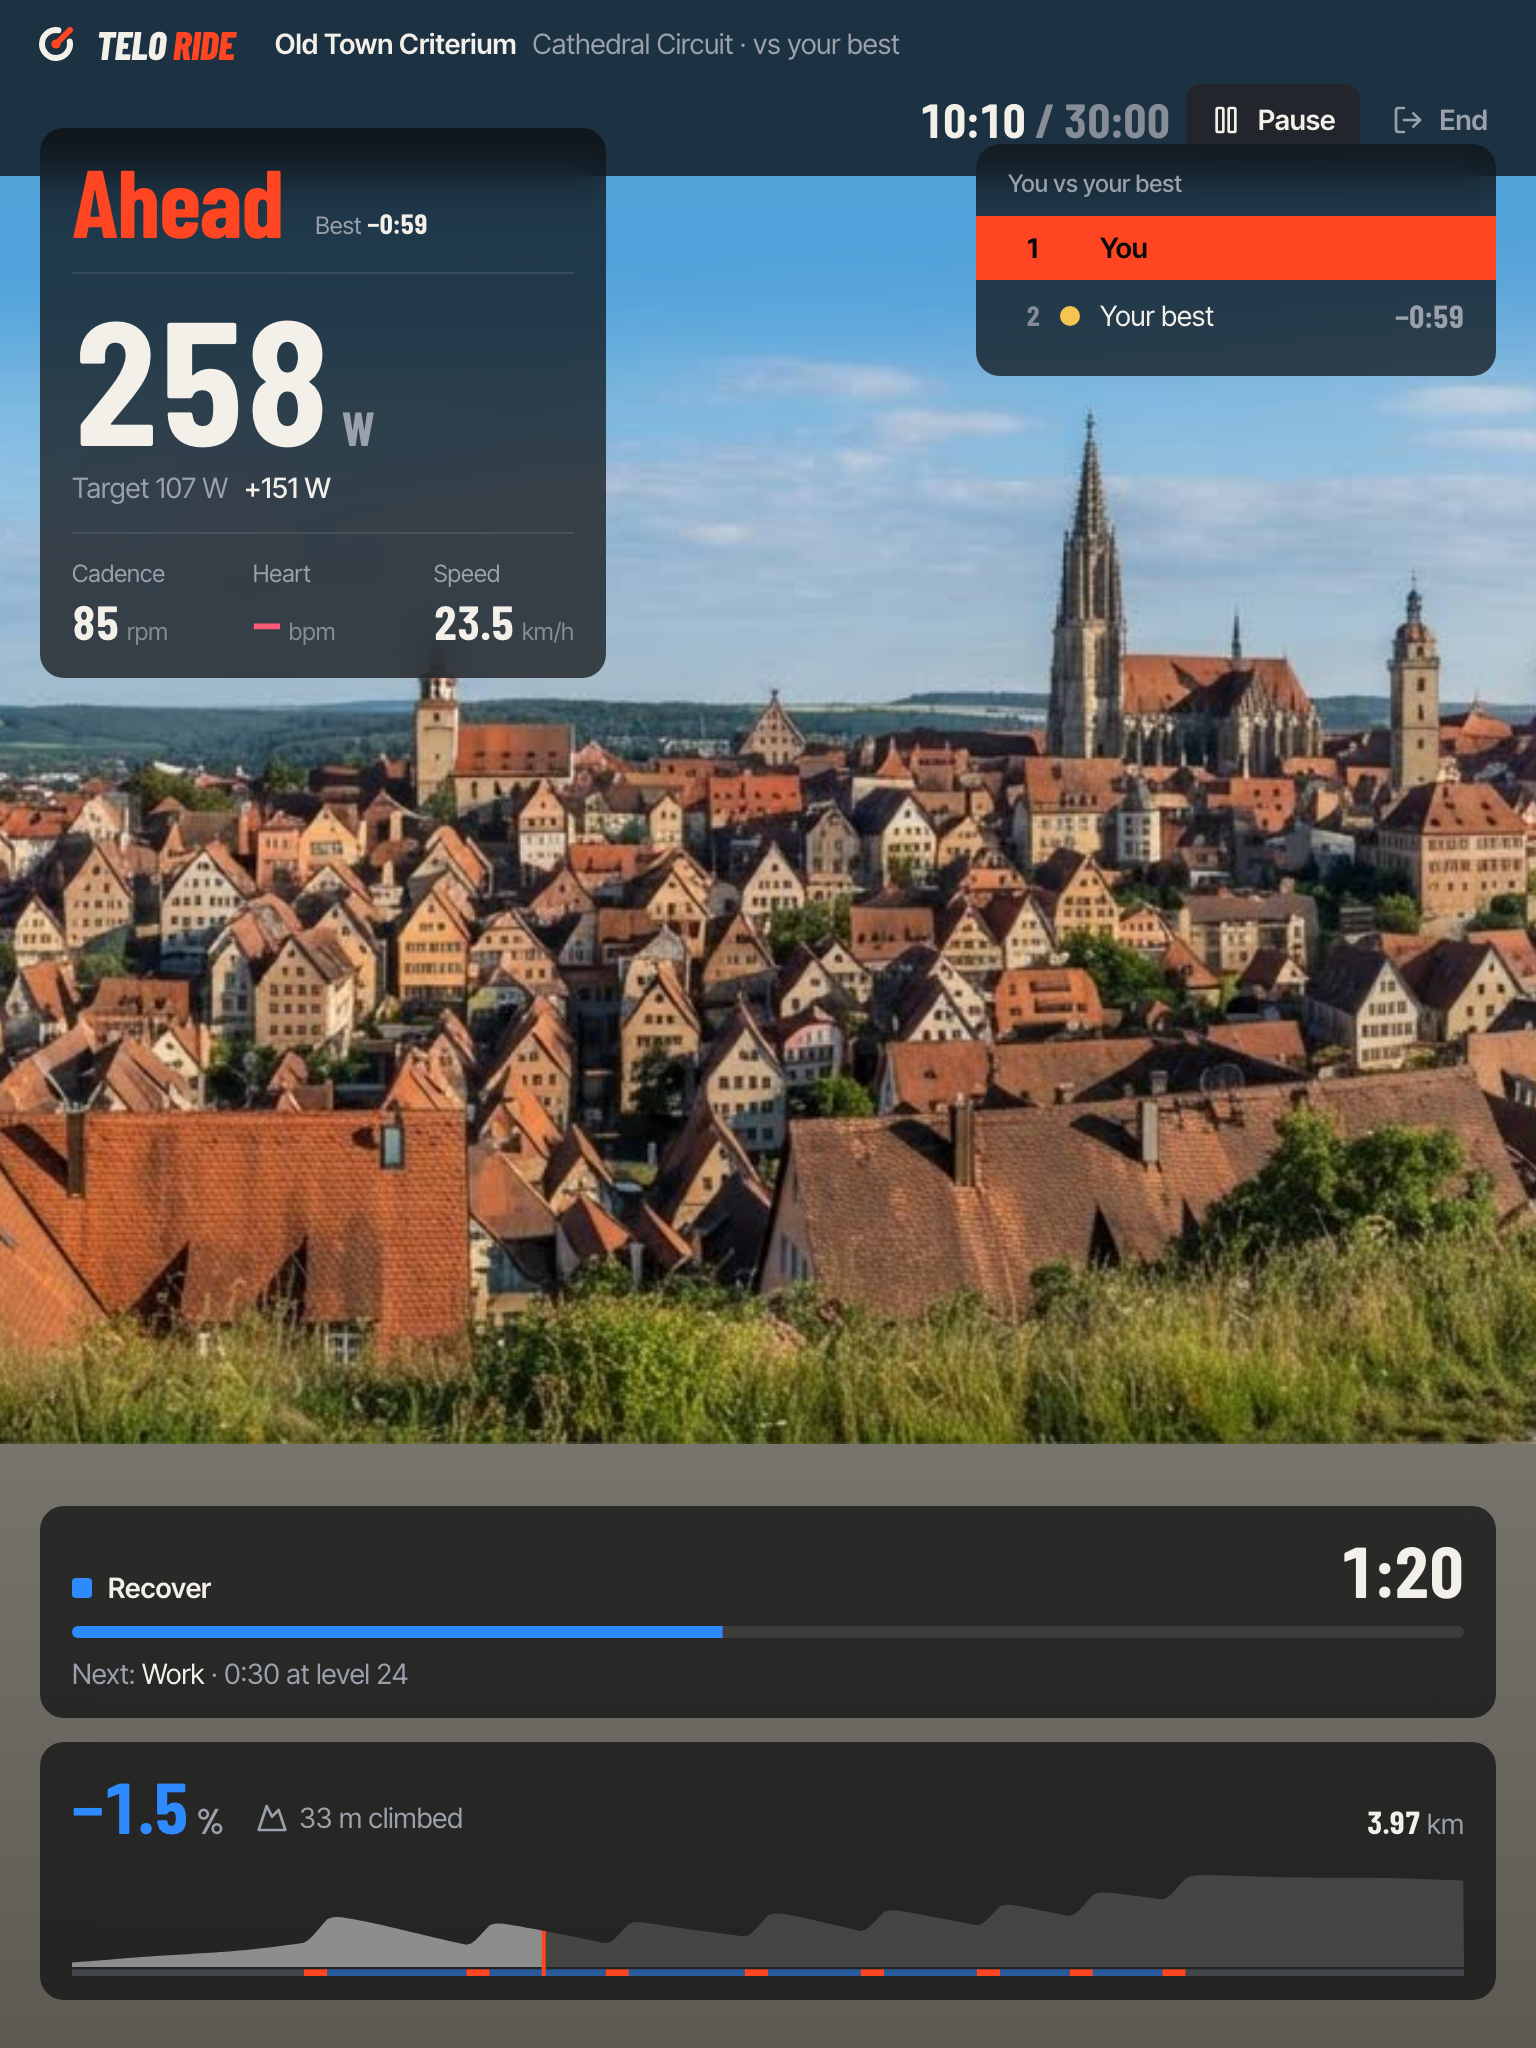 TELO RIDE Old Town Criterium Cathedral Circuit · vs your best
10:10 / 30:00 Pause End
Ahead Best −0:59
258 W
Target 107 W +151 W
Cadence Heart Speed
85 rpm – bpm 23.5 km/h
You vs your best
1 You
2 Your best −0:59
Recover 1:20
Next: Work · 0:30 at level 24
−1.5 % 33 m climbed 3.97 km